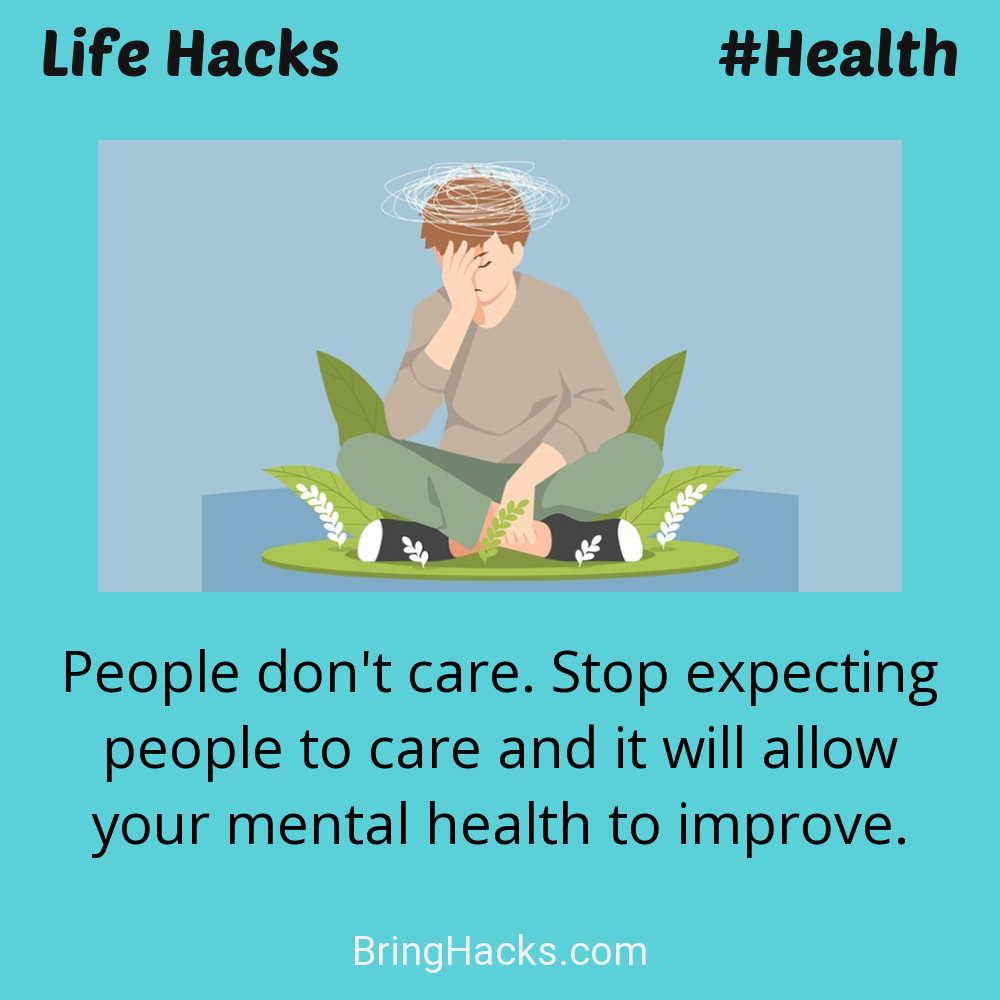 Life Hacks
#Health
People don't care. Stop expecting
people to care and it will allow
your mental health to improve.
BringHacks.com